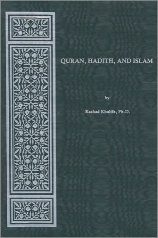 QURAN, HADITH, AND ISLAM
by
Rashad Khalifa, Ph.D.